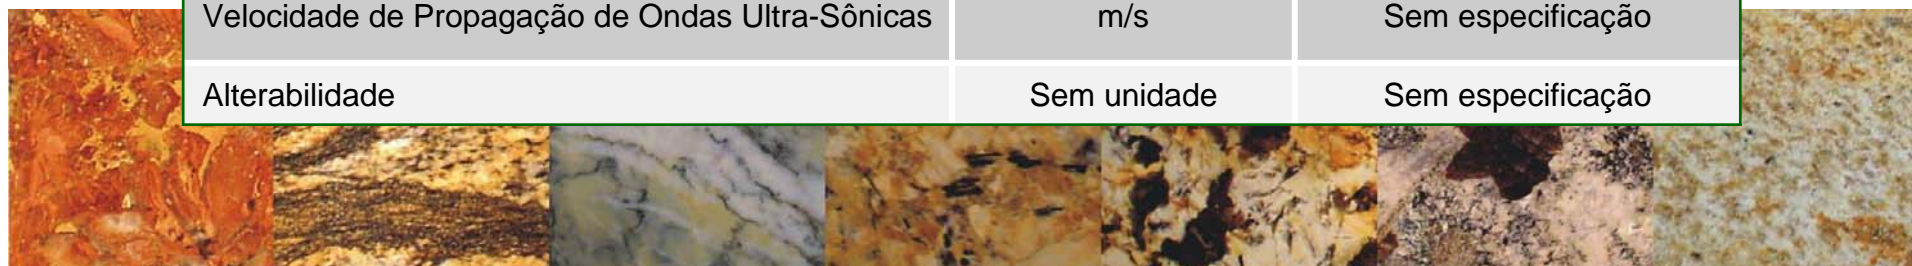 Velocidade de Propagação de Ondas Ultra-Sônicas m/s Sem especificação
Alterabilidade Sem unidade Sem especificação